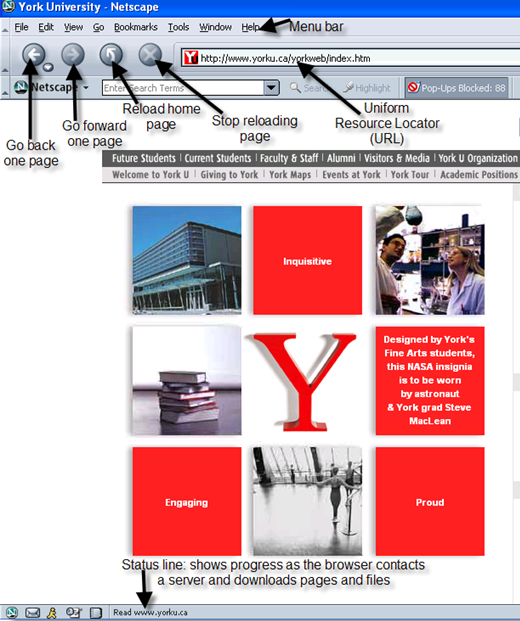 York University - Netscape
File Edit View Go Bookmarks Tools Window Help
Menu bar
http://www.yorku.ca/yorkweb/index.htm
Netscape
Enter Search Terms
Search
Highlight
Pop-Ups Blocked: 88
Go back
one page
Go forward
one page
Reload home
page
Stop reloading
page
Uniform
Resource Locator
(URL)
Future Students | Current Students | Faculty & Staff | Alumni | Visitors & Media | York U Organization
Welcome to York U | Giving to York | York Maps | Events at York | York Tour | Academic Positions
Inquisitive
Y
Designed by York's
Fine Arts students,
this NASA insignia
is to be worn
by astronaut
& York grad Steve
MacLean
Engaging
Proud
Status line: shows progress as the browser contacts
a server and downloads pages and files
Read www.yorku.ca